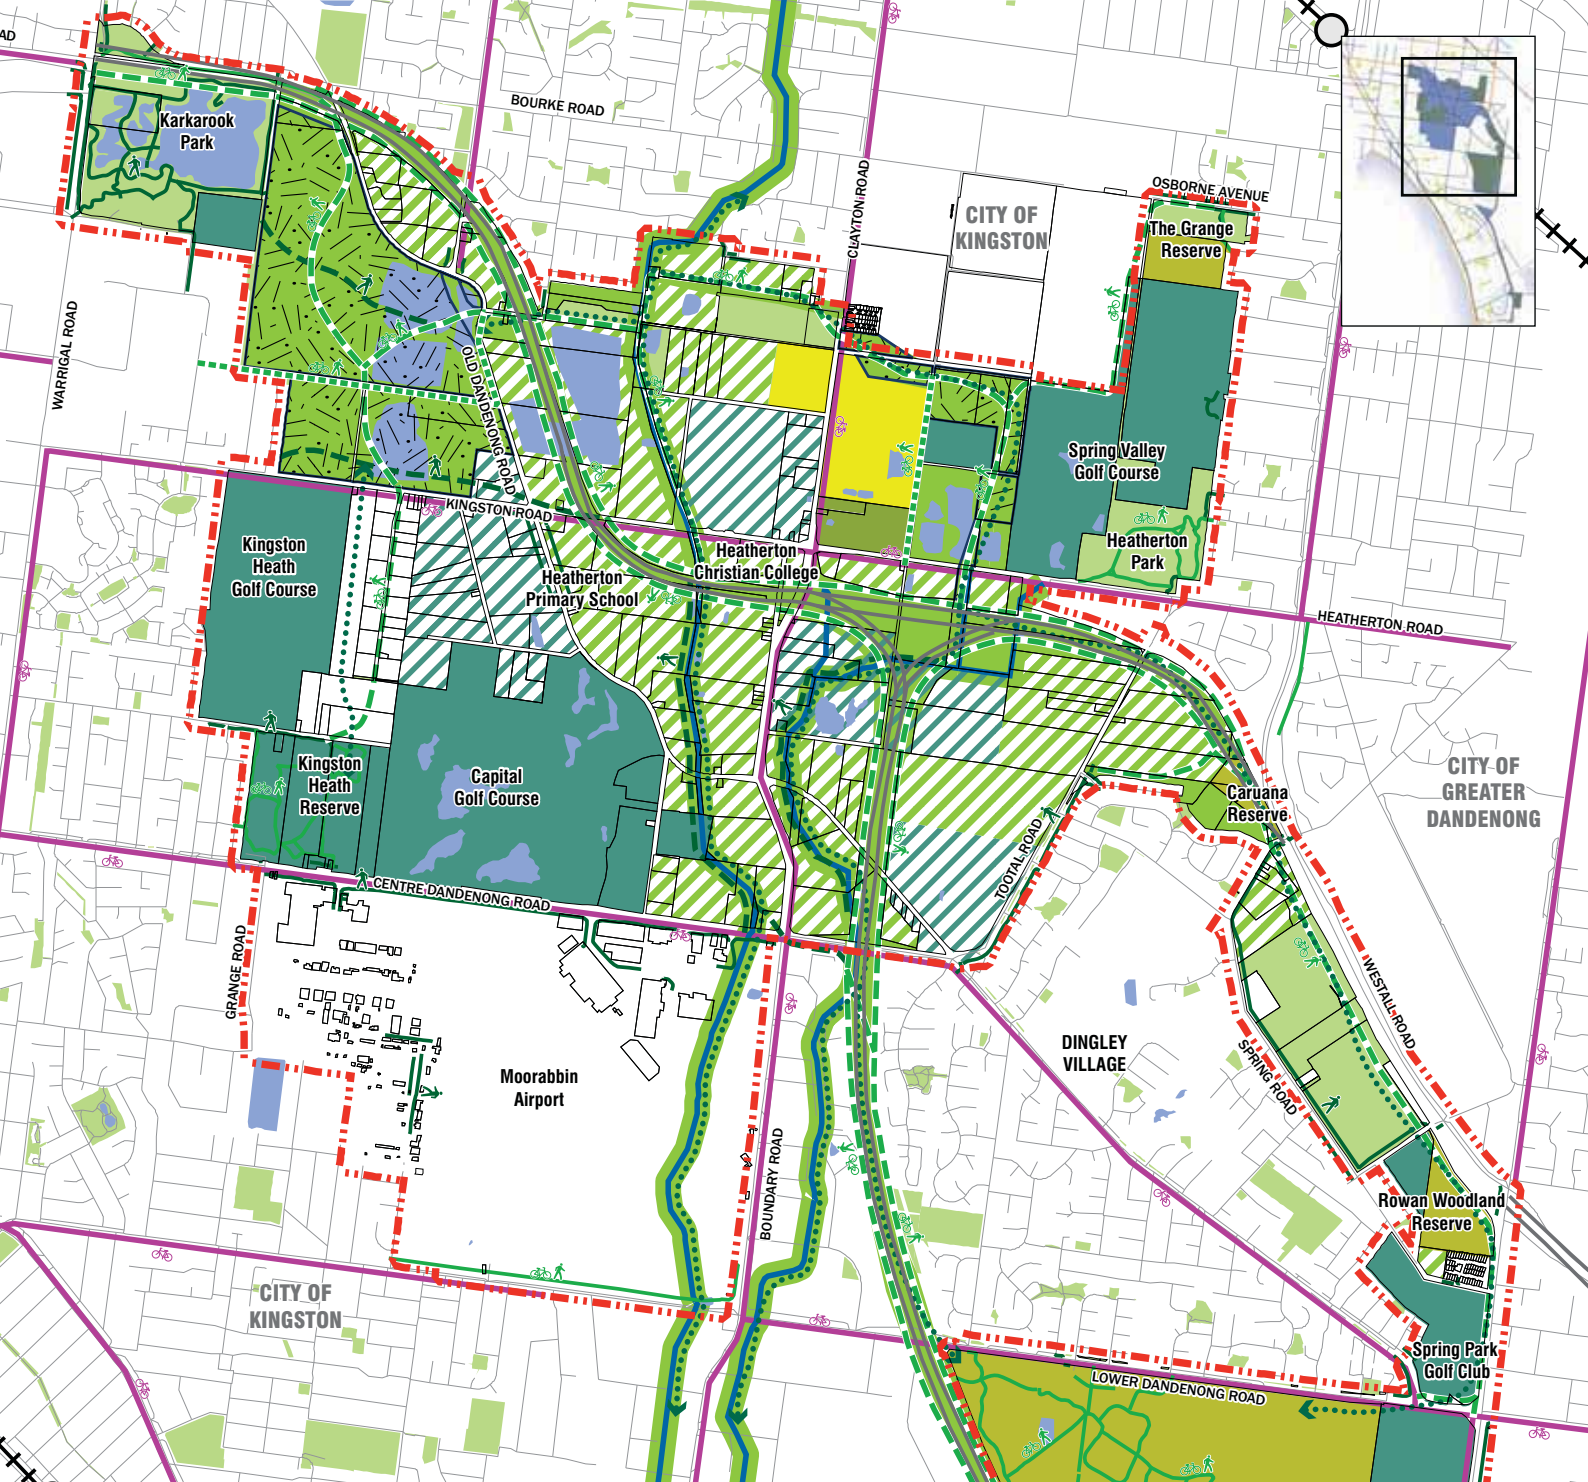 AD
BOURKE ROAD
Karkarook
Park
CLAYTON ROAD
CITY OF
KINGSTON
OSBORNE AVENUE
The Grange
Reserve
WARRIGAL ROAD
OLD DANDENONG ROAD
Spring Valley
Golf Course
KINGSTON ROAD
Kingston
Heath
Golf Course
Heatherton
Christian College
Heatherton
Primary School
Heatherton
Park
HEATHERTON ROAD
Kingston
Heath
Reserve
Capital
Golf Course
Caruana
Reserve
CITY OF
GREATER
DANDENONG
TOOTAL ROAD
CENTRE DANDENONG ROAD
GRANGE ROAD
WESTALL ROAD
SPRING ROAD
DINGLEY
VILLAGE
Moorabbin
Airport
BOUNDARY ROAD
Rowan Woodland
Reserve
CITY OF
KINGSTON
Spring Park
Golf Club
LOWER DANDENONG ROAD